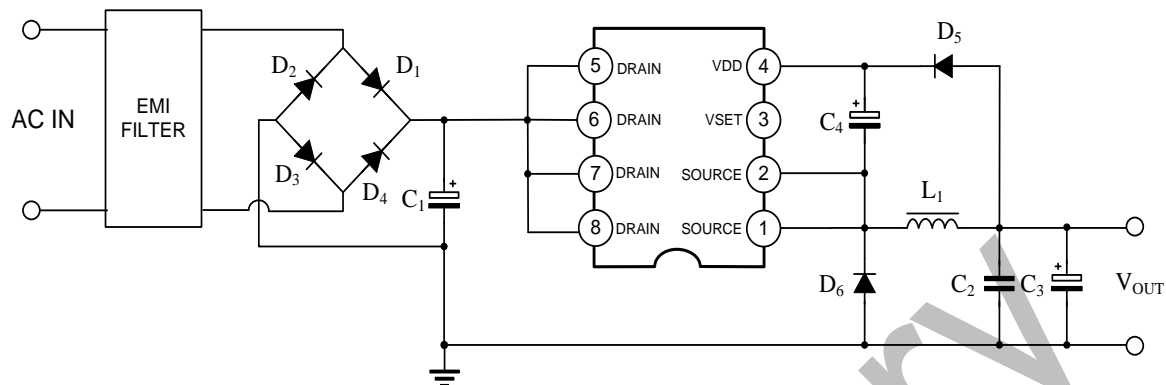 AC IN
EMI
FILTER
D2
D1
D3
D4
C1
5 DRAIN
6 DRAIN
7 DRAIN
8 DRAIN
VDD 4
VSET 3
SOURCE 2
SOURCE 1
D5
C4
+
L1
D6
C2
C3
+
VOUT
+